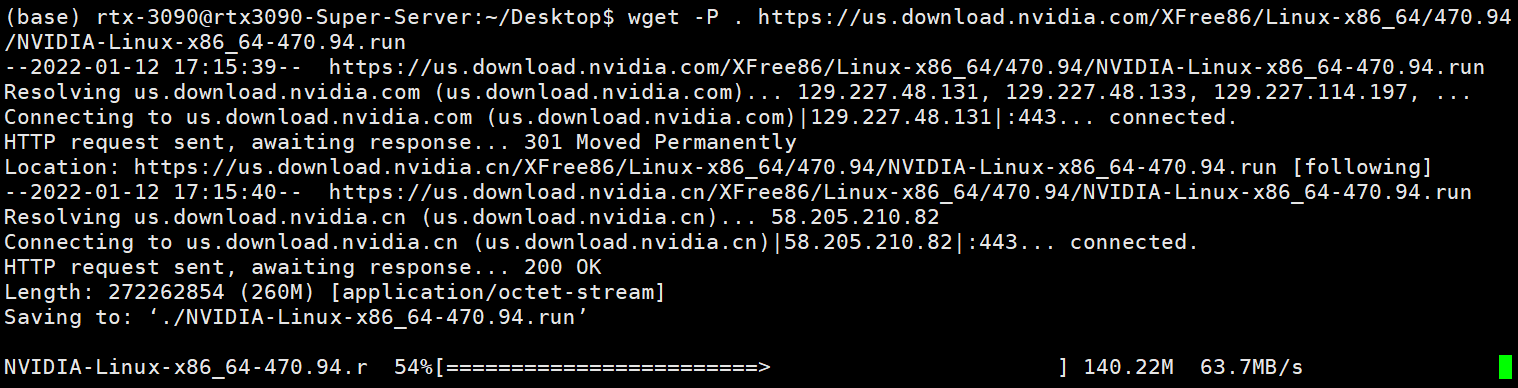 (base) rtx-3090@rtx3090-Super-Server:~/Desktop$ wget -P . https://us.download.nvidia.com/XFree86/Linux-x86_64/470.94
/NVIDIA-Linux-x86_64-470.94.run
--2022-01-12 17:15:39--  https://us.download.nvidia.com/XFree86/Linux-x86_64/470.94/NVIDIA-Linux-x86_64-470.94.run
Resolving us.download.nvidia.com (us.download.nvidia.com)... 129.227.48.131, 129.227.48.133, 129.227.114.197, ...
Connecting to us.download.nvidia.com (us.download.nvidia.com)|129.227.48.131|:443... connected.
HTTP request sent, awaiting response... 301 Moved Permanently
Location: https://us.download.nvidia.cn/XFree86/Linux-x86_64/470.94/NVIDIA-Linux-x86_64-470.94.run [following]
--2022-01-12 17:15:40--  https://us.download.nvidia.cn/XFree86/Linux-x86_64/470.94/NVIDIA-Linux-x86_64-470.94.run
Resolving us.download.nvidia.cn (us.download.nvidia.cn)... 58.205.210.82
Connecting to us.download.nvidia.cn (us.download.nvidia.cn)|58.205.210.82|:443... connected.
HTTP request sent, awaiting response... 200 OK
Length: 272262854 (260M) [application/octet-stream]
Saving to: ‘./NVIDIA-Linux-x86_64-470.94.run’
NVIDIA-Linux-x86_64-470.94.r  54%[========================>                      ] 140.22M  63.7MB/s